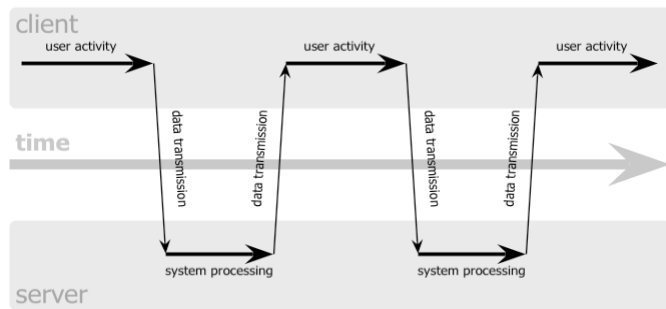 client
user activity
user activity
user activity
data transmission
data transmission
data transmission
data transmission
time
system processing
system processing
server